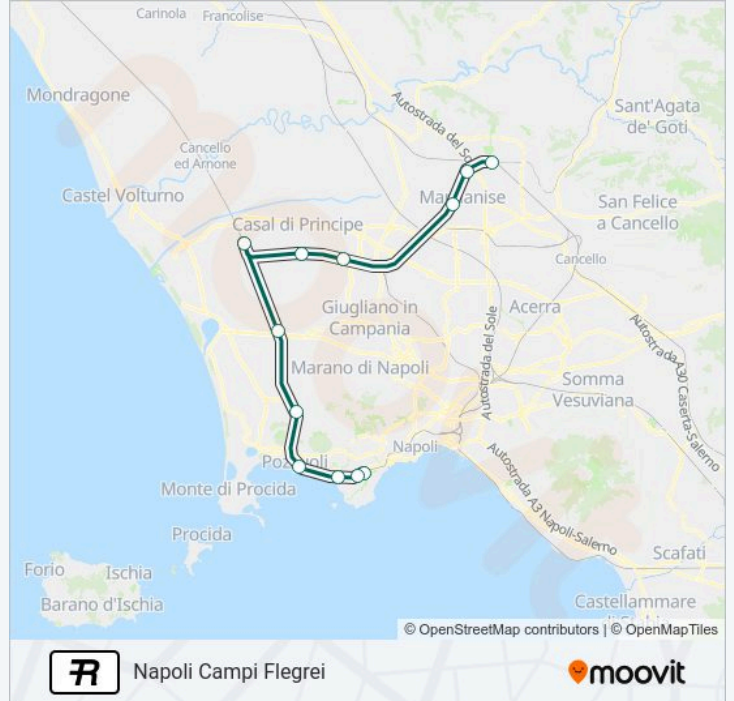 Carinola
Francolise
Mondragone
Autostrada del So
Sant'Agata
de' Goti
Cancello
ed Arnone
Castel Volturno
San Felice
a Cancello
Casal di Principe
Cancello
Giugliano in
Campania
Acerra
Autostrada del Sole
Marano di Napoli
Autostrada A30 Caserta-Salerno
Somma
Vesuviana
Napoli
Monte di Procida
Autostrada A3 Napoli-Salerno
Procida
Scafati
Forio
Ischia
Barano d'Ischia
Castellammare
© OpenStreetMap contributors | © OpenMapTiles
R
Napoli Campi Flegrei
moovit